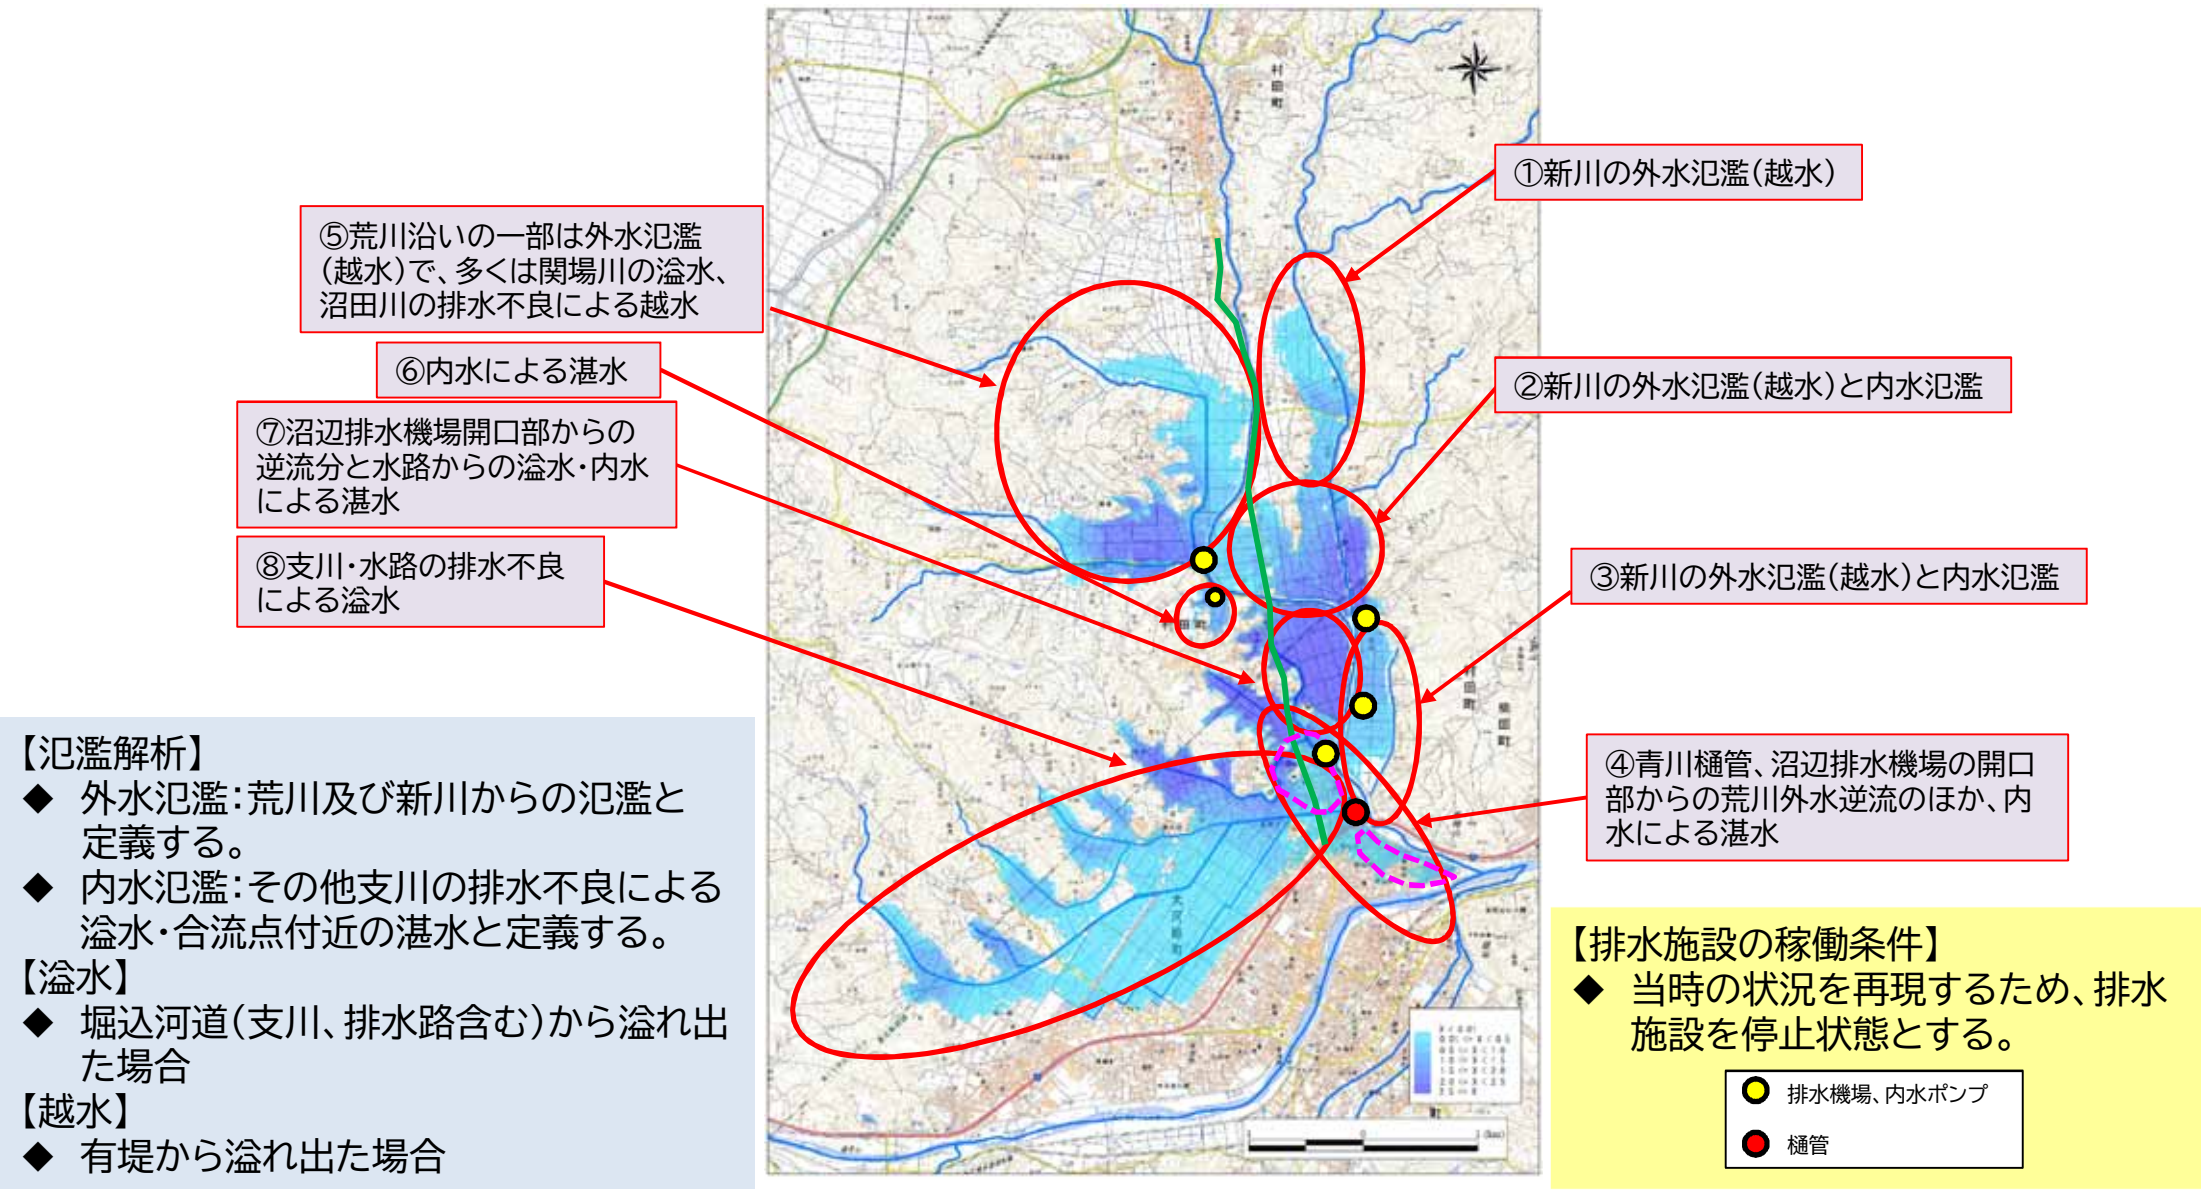 ①新川の外水氾濫(越水)
②新川の外水氾濫(越水)と内水氾濫
③新川の外水氾濫(越水)と内水氾濫
④青川樋管、沼辺排水機場の開口
部からの荒川外水逆流のほか、内
水による湛水
⑤荒川沿いの一部は外水氾濫
(越水)で、多くは関場川の溢水、
沼田川の排水不良による越水
⑥内水による湛水
⑦沼辺排水機場開口部からの
逆流分と水路からの溢水・内水
による湛水
⑧支川・水路の排水不良
による溢水
村田町
村田町
大河原町
【氾濫解析】
◆ 外水氾濫:荒川及び新川からの氾濫と
定義する。
◆ 内水氾濫:その他支川の排水不良による
溢水・合流点付近の湛水と定義する。
【溢水】
◆ 堀込河道(支川、排水路含む)から溢れ出
た場合
【越水】
◆ 有堤から溢れ出た場合
【排水施設の稼働条件】
◆ 当時の状況を再現するため、排水
施設を停止状態とする。
排水機場、内水ポンプ
樋管